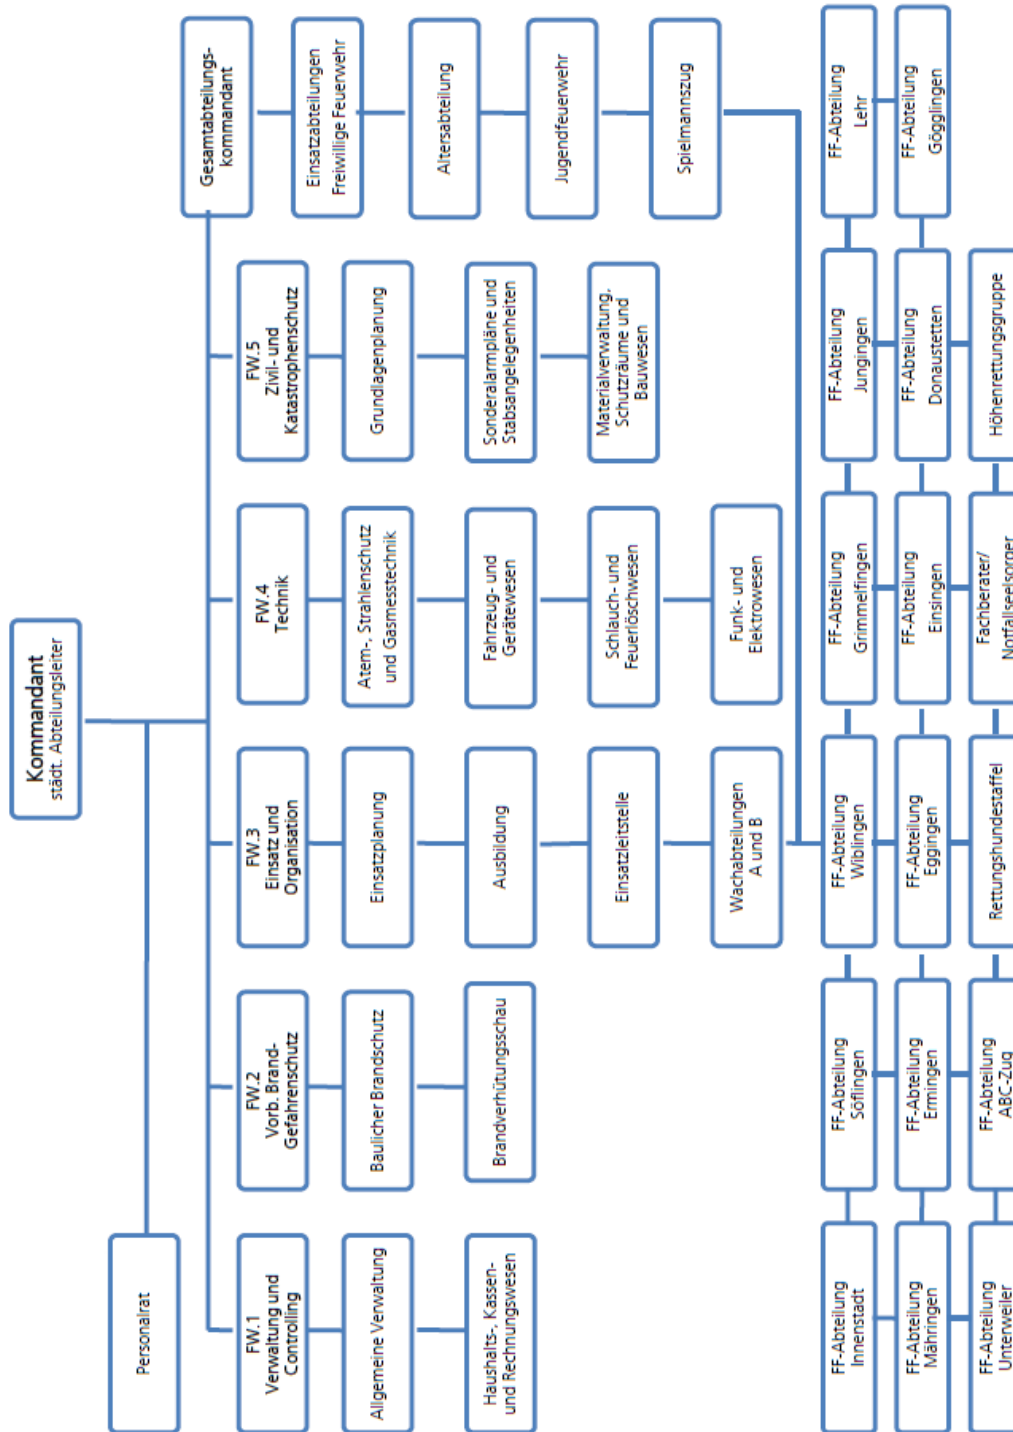 Kommandant
städt. Abteilungsleiter
Personalrat
FW.1
Verwaltung und
Controlling
FW.2
Vorb. Brand-
Gefahrenschutz
FW.3
Einsatz und
Organisation
FW.4
Technik
FW.5
Zivil- und
Katastrophenschutz
Gesamtabteilungs-
kommandant
Allgemeine Verwaltung
Baulicher Brandschutz
Einsatzplanung
Atem-, Strahlenschutz
und Gasmesstechnik
Grundlagenplanung
Einsatzabteilungen
Freiwillige Feuerwehr
Haushalts-, Kassen-
und Rechnungswesen
Brandverhütungsschau
Ausbildung
Fahrzeug- und
Gerätewesen
Sonderalarmpläne und
Stabsangelegenheiten
Altersabteilung
Einsatzleitstelle
Schlauch- und
Feuerlöschwesen
Materialverwaltung,
Schutzräume und
Bauwesen
Jugendfeuerwehr
Wachabteilungen
A und B
Funk- und
Elektrowesen
Spielmannszug
FF-Abteilung
Innenstadt
FF-Abteilung
Söflingen
FF-Abteilung
Wiblingen
FF-Abteilung
Grimmelfingen
FF-Abteilung
Jungingen
FF-Abteilung
Lehr
FF-Abteilung
Mähringen
FF-Abteilung
Ermingen
FF-Abteilung
Eggingen
FF-Abteilung
Einsingen
FF-Abteilung
Donaustetten
FF-Abteilung
Gögglingen
FF-Abteilung
Unterweiler
FF-Abteilung
ABC-Zug
Rettungshundestaffel
Fachberater/
Notfallseelsorger
Höhenrettungsgruppe